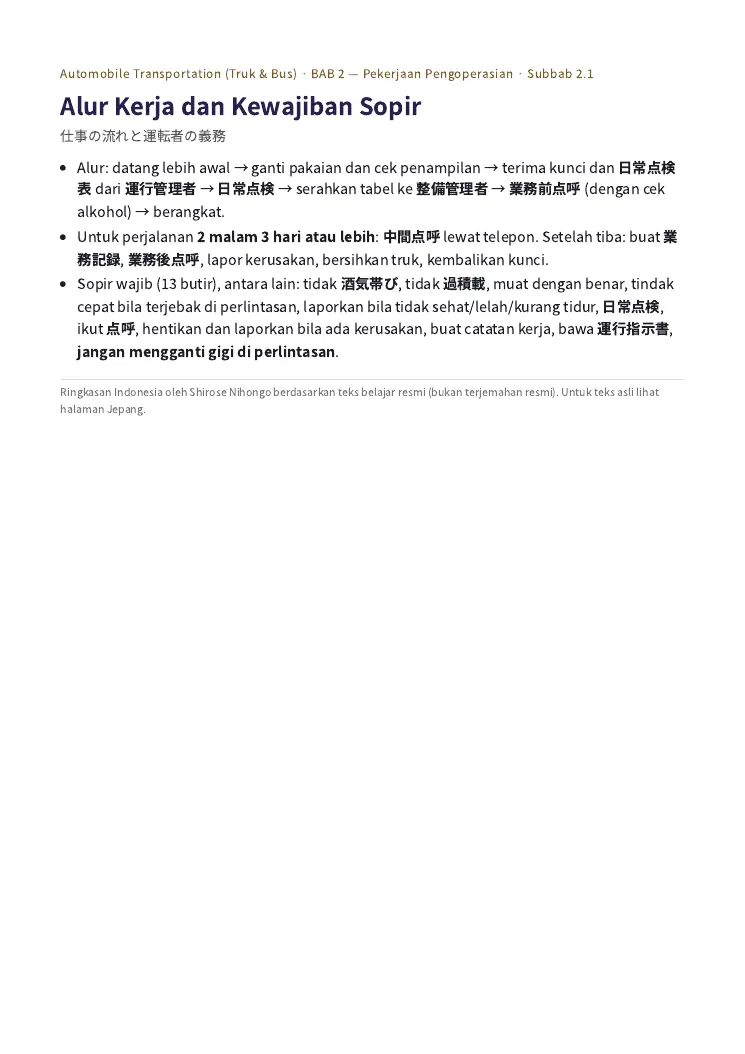 Automobile Transportation (Truk & Bus) · BAB 2 — Pekerjaan Pengoperasian · Subbab 2.1
Alur Kerja dan Kewajiban Sopir
仕事の流れと運転者の義務
• Alur: datang lebih awal → ganti pakaian dan cek penampilan → terima kunci dan 日常点検
表 dari 運行管理者 → 日常点検 → serahkan tabel ke 整備管理者 → 業務前点呼 (dengan cek
alkohol) → berangkat.
• Untuk perjalanan 2 malam 3 hari atau lebih: 中間点呼 lewat telepon. Setelah tiba: buat 業
務記録, 業務後点呼, lapor kerusakan, bersihkan truk, kembalikan kunci.
• Sopir wajib (13 butir), antara lain: tidak 酒気帯び, tidak 過積載, muat dengan benar, tindak
cepat bila terjebak di perlintasan, laporkan bila tidak sehat/lelah/kurang tidur, 日常点検,
ikut 点呼, hentikan dan laporkan bila ada kerusakan, buat catatan kerja, bawa 運行指示書,
jangan mengganti gigi di perlintasan.
Ringkasan Indonesia oleh Shirose Nihongo berdasarkan teks belajar resmi (bukan terjemahan resmi). Untuk teks asli lihat
halaman Jepang.